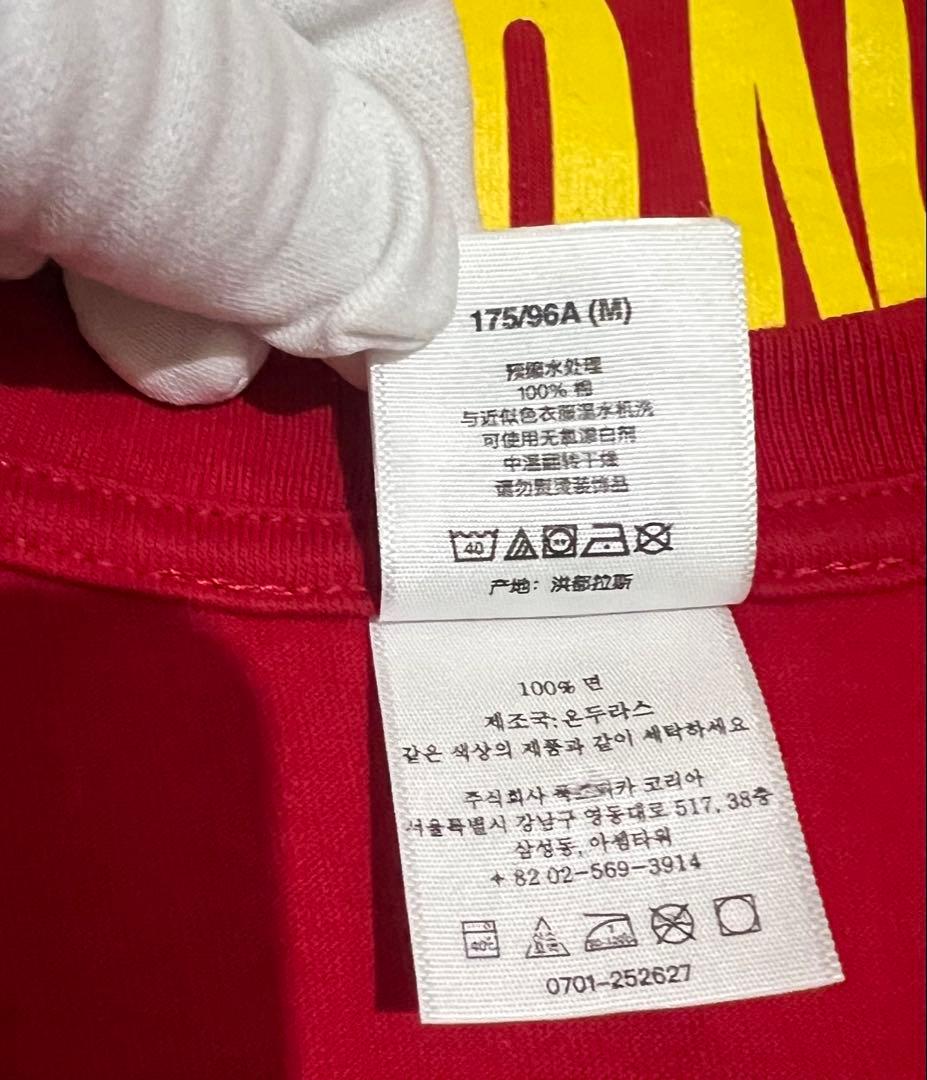 175/96A (M)
预缩水处理
100% 棉
与近似色衣服温水机洗
可使用无氯漂白剂
中温翻转干燥
请勿熨烫装饰品
40
产地：洪都拉斯
100% 면
제조국: 온두라스
같은 색상의 제품과 같이 세탁하세요
주식회사 코리아
서울특별시 강남구 영동대로 517, 38층
삼성동, 아셈타워
+ 82 02-569-3914
40℃
0701-252627